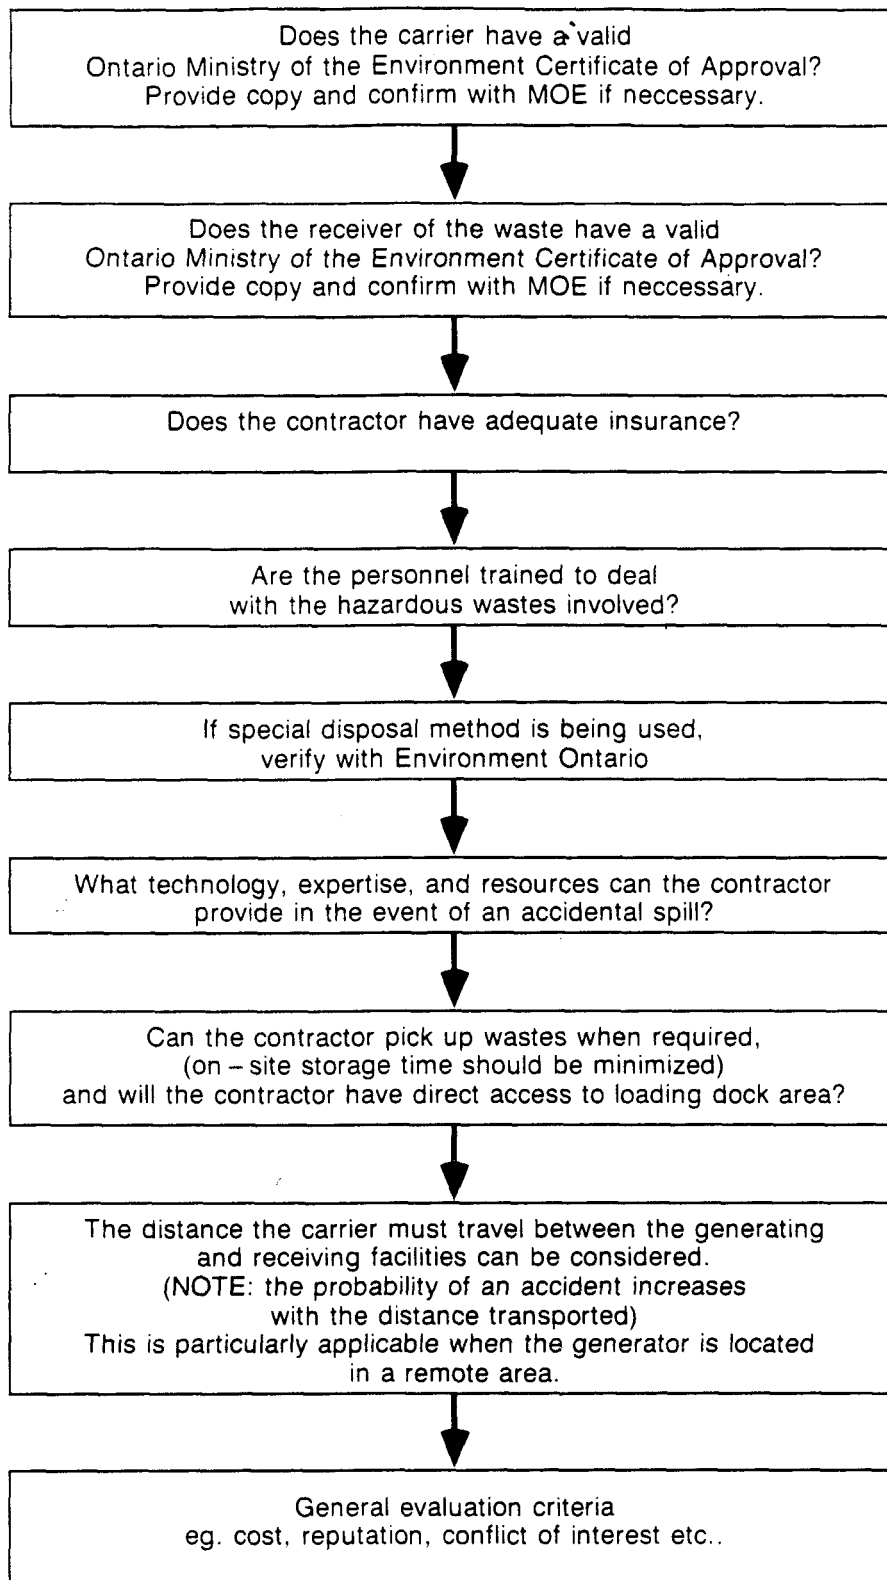 Does the carrier have a valid
Ontario Ministry of the Environment Certificate of Approval?
Provide copy and confirm with MOE if neccessary.
Does the receiver of the waste have a valid
Ontario Ministry of the Environment Certificate of Approval?
Provide copy and confirm with MOE if neccessary.
Does the contractor have adequate insurance?
Are the personnel trained to deal
with the hazardous wastes involved?
If special disposal method is being used,
verify with Environment Ontario
What technology, expertise, and resources can the contractor
provide in the event of an accidental spill?
Can the contractor pick up wastes when required,
(on – site storage time should be minimized)
and will the contractor have direct access to loading dock area?
The distance the carrier must travel between the generating
and receiving facilities can be considered.
(NOTE: the probability of an accident increases
with the distance transported)
This is particularly applicable when the generator is located
in a remote area.
General evaluation criteria
eg. cost, reputation, conflict of interest etc..